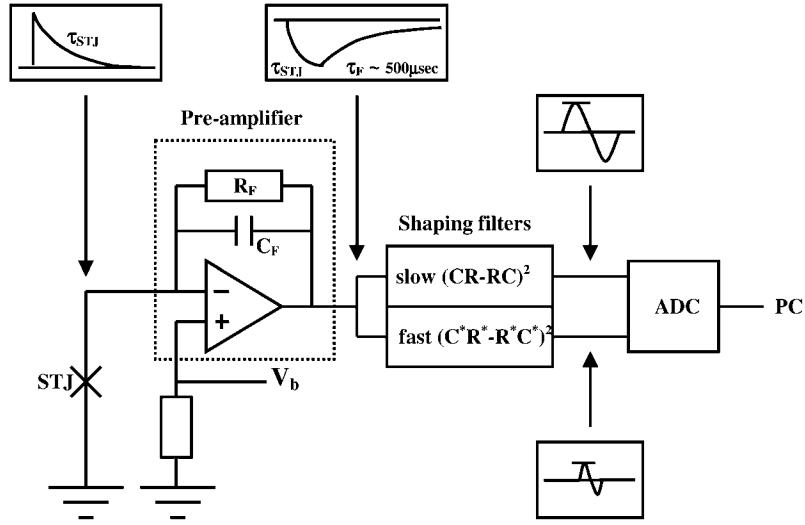 τSTJ
τSTJ τF ~ 500μsec
Pre-amplifier
RF
CF
−
+
STJ
Vb
Shaping filters
slow (CR-RC)²
fast (C*R*-R*C*)²
ADC
PC